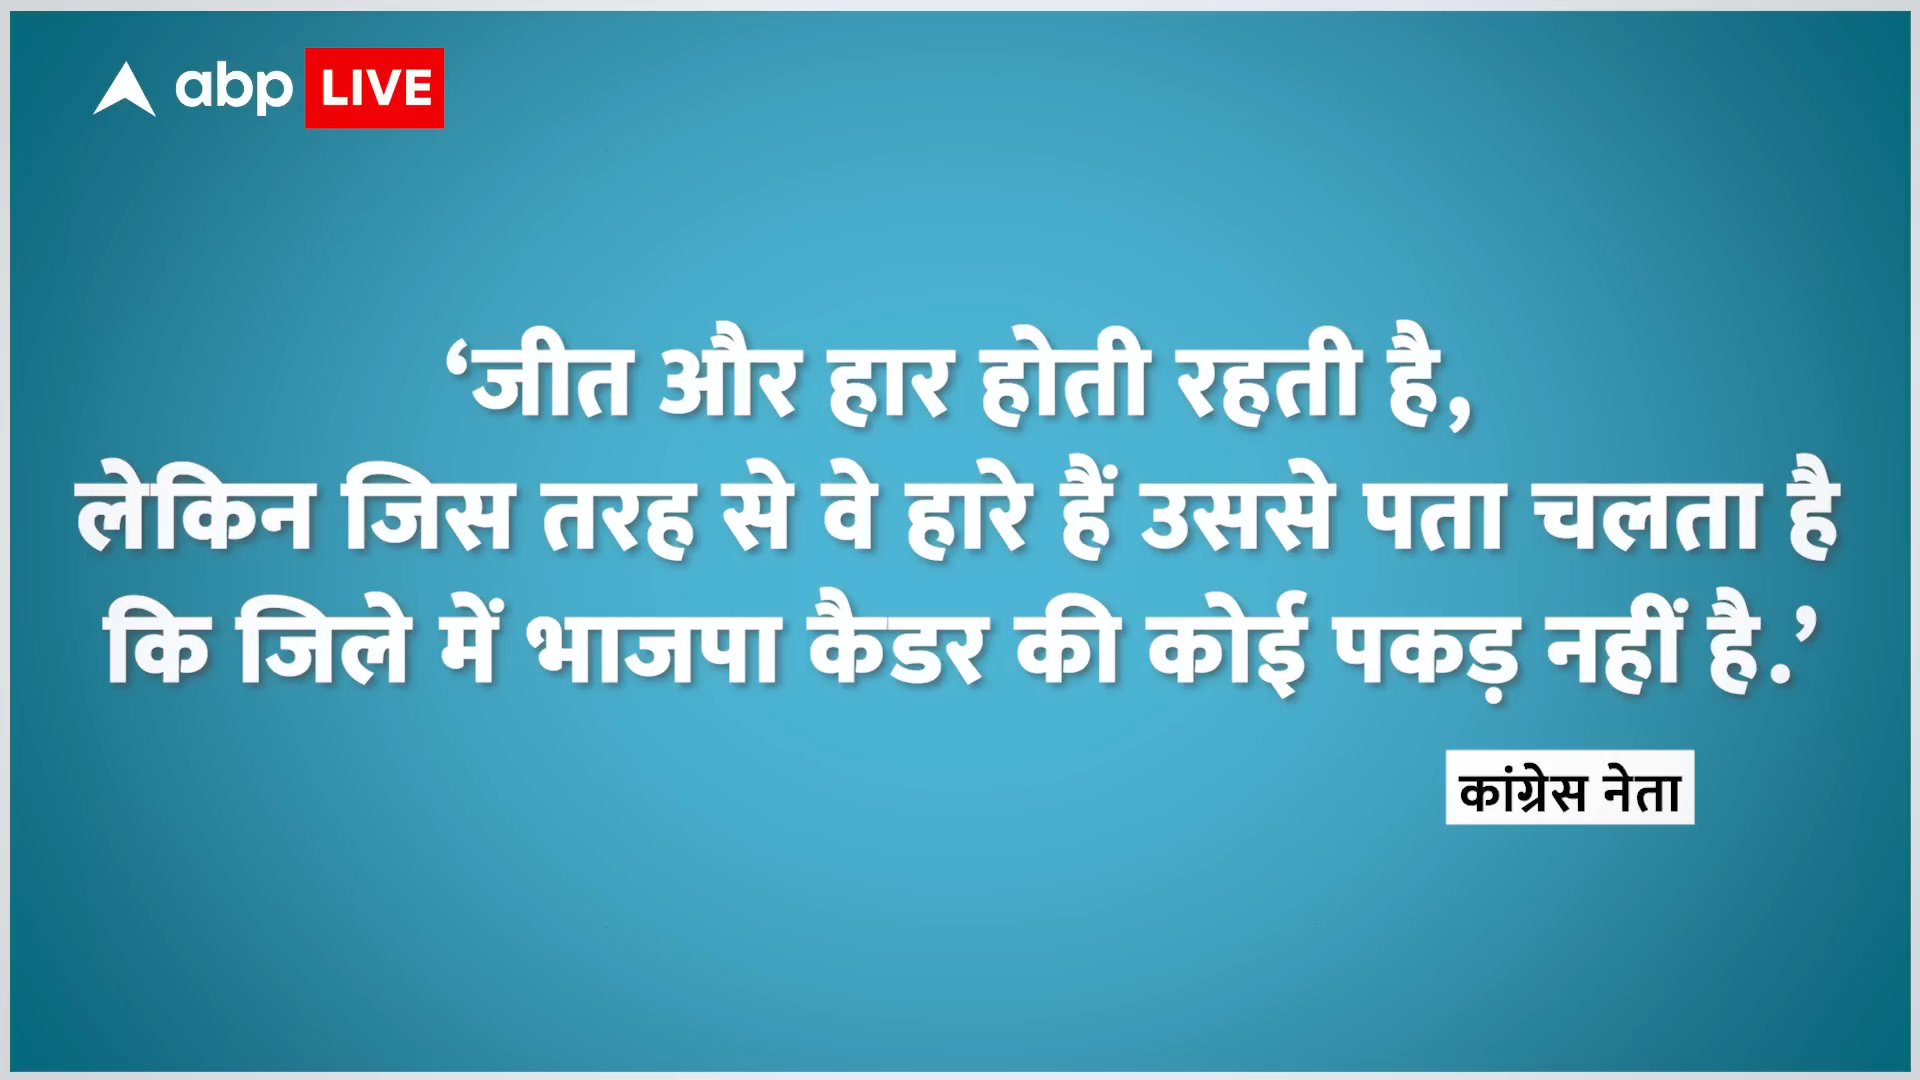 abp LIVE
‘जीत और हार होती रहती है,
लेकिन जिस तरह से वे हारे हैं उससे पता चलता है
कि जिले में भाजपा कैडर की कोई पकड़ नहीं है.’
कांग्रेस नेता